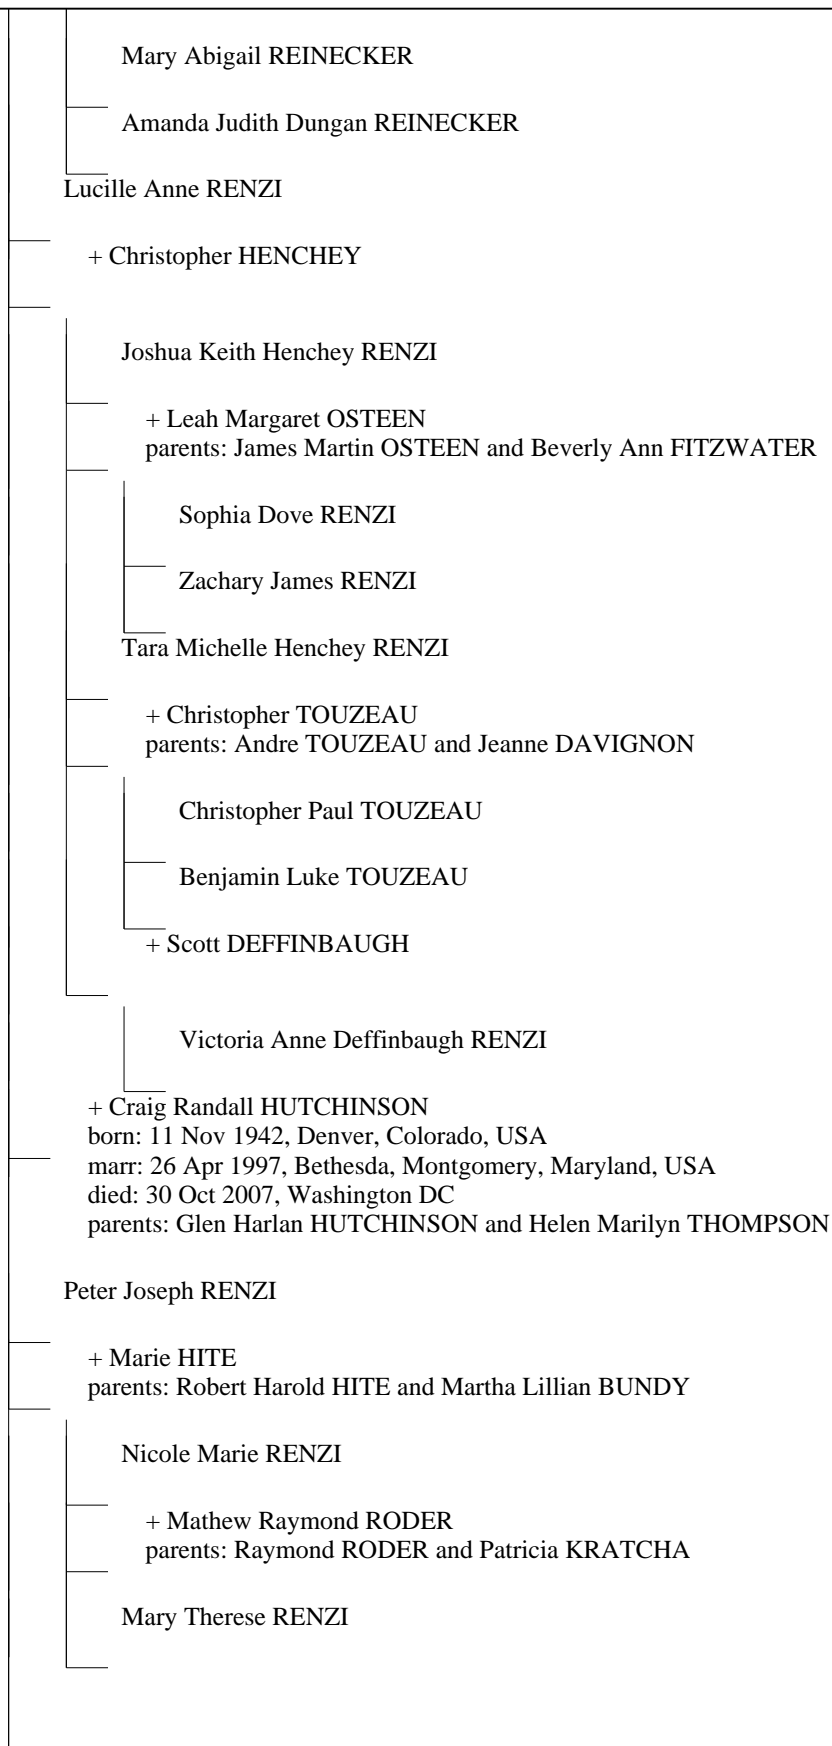 Mary Abigail REINECKER
Amanda Judith Dungan REINECKER
Lucille Anne RENZI
+ Christopher HENCHEY
Joshua Keith Henchey RENZI
+ Leah Margaret OSTEEN
parents: James Martin OSTEEN and Beverly Ann FITZWATER
Sophia Dove RENZI
Zachary James RENZI
Tara Michelle Henchey RENZI
+ Christopher TOUZEAU
parents: Andre TOUZEAU and Jeanne DAVIGNON
Christopher Paul TOUZEAU
Benjamin Luke TOUZEAU
+ Scott DEFFINBAUGH
Victoria Anne Deffinbaugh RENZI
+ Craig Randall HUTCHINSON
born: 11 Nov 1942, Denver, Colorado, USA
marr: 26 Apr 1997, Bethesda, Montgomery, Maryland, USA
died: 30 Oct 2007, Washington DC
parents: Glen Harlan HUTCHINSON and Helen Marilyn THOMPSON
Peter Joseph RENZI
+ Marie HITE
parents: Robert Harold HITE and Martha Lillian BUNDY
Nicole Marie RENZI
+ Mathew Raymond RODER
parents: Raymond RODER and Patricia KRATCHA
Mary Therese RENZI